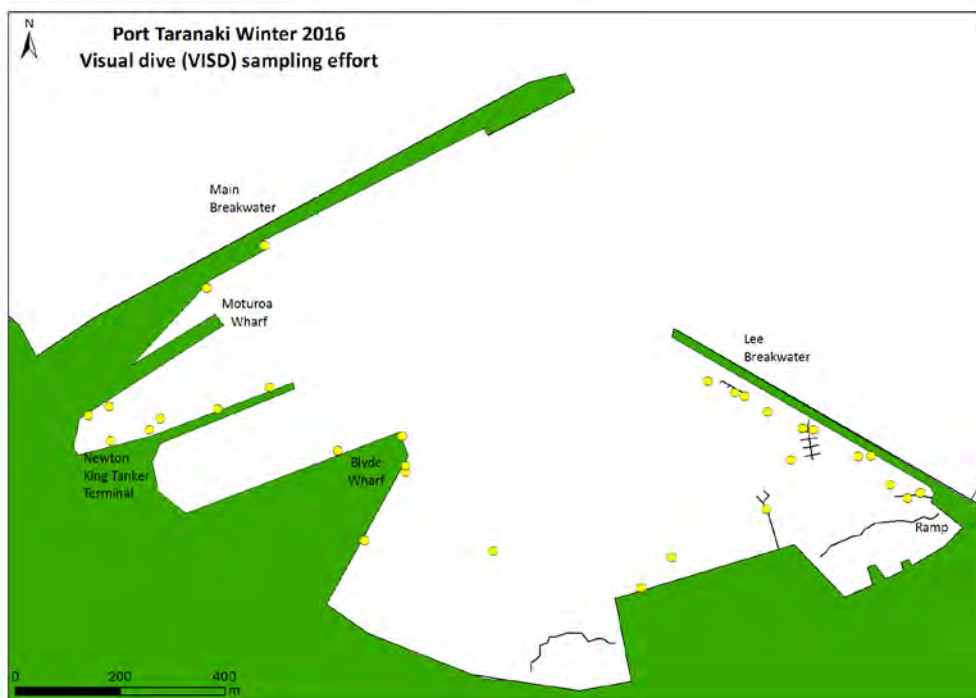 N
Port Taranaki Winter 2016
Visual dive (VISD) sampling effort
Main
Breakwater
Moturoa
Wharf
Lee
Breakwater
Newton
King Tanker
Terminal
Blyde
Wharf
Ramp
0 200 400
m